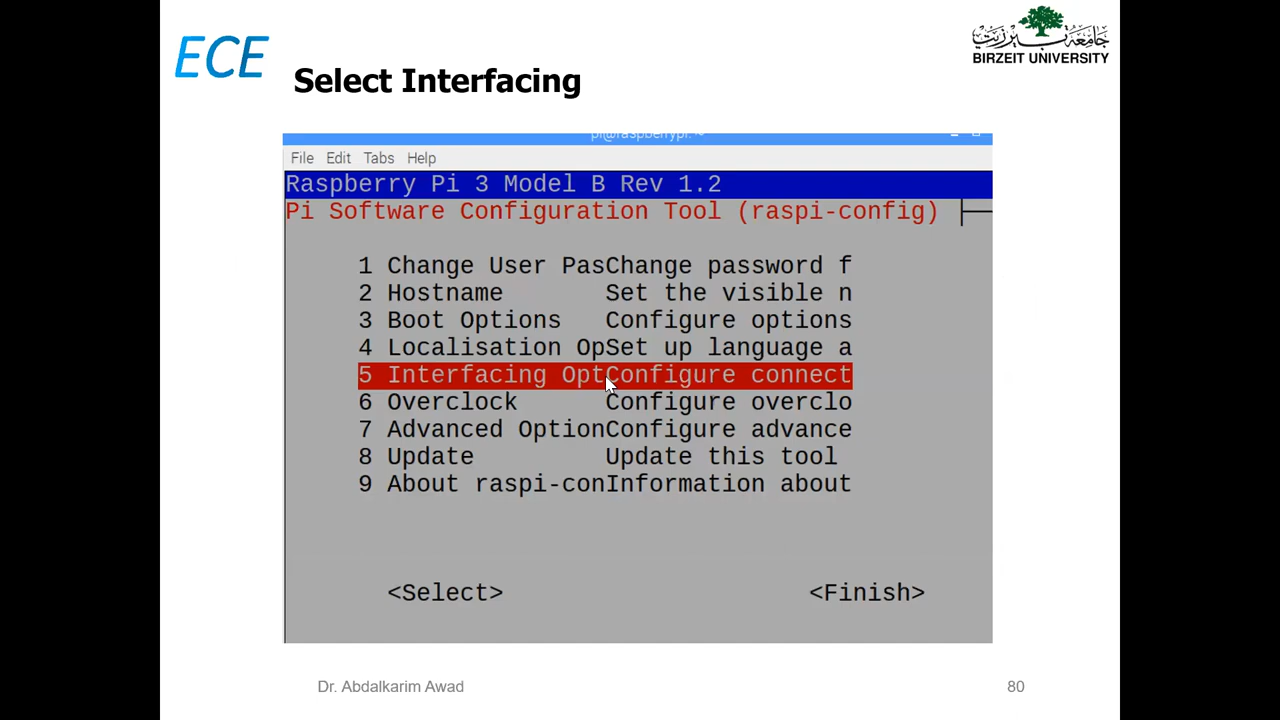 ECE
جامعة بيرزيت
BIRZEIT UNIVERSITY
Select Interfacing
pi@raspberrypi: ~
File Edit Tabs Help
Raspberry Pi 3 Model B Rev 1.2
Pi Software Configuration Tool (raspi-config)
1 Change User PasChange password f
2 Hostname Set the visible n
3 Boot Options Configure options
4 Localisation OpSet up language a
5 Interfacing OptConfigure connect
6 Overclock Configure overclo
7 Advanced OptionConfigure advance
8 Update Update this tool
9 About raspi-conInformation about
<Select> <Finish>
Dr. Abdalkarim Awad 80